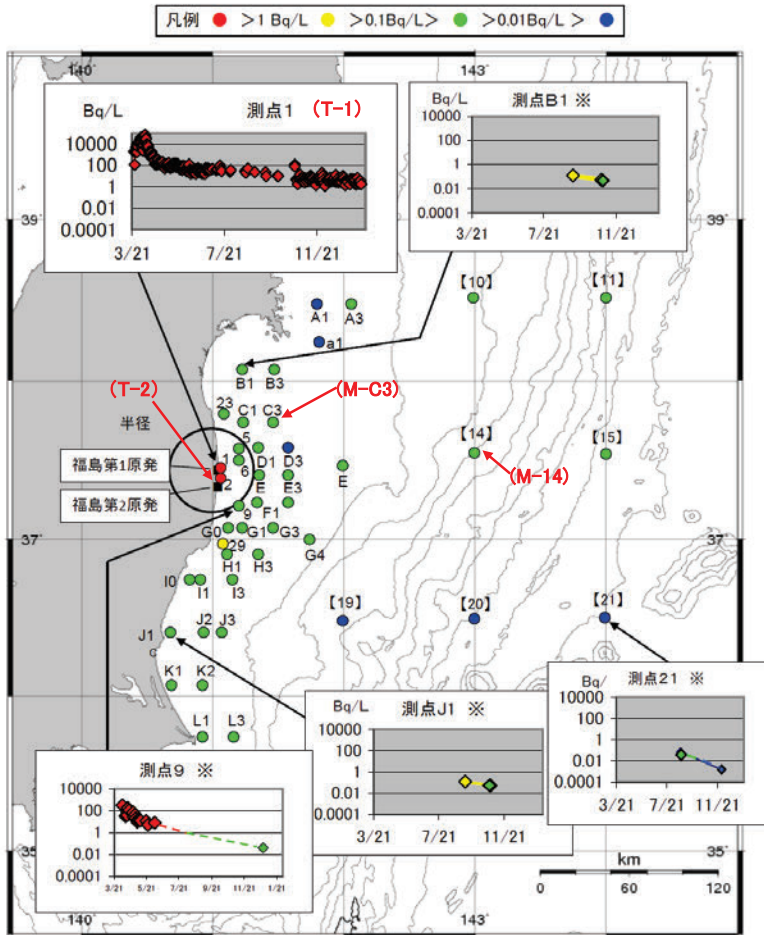 凡例 ● >1 Bq/L ● >0.1Bq/L> ● >0.01Bq/L > ●
140
143
Bq/L 測点1 (T-1)
10000
100
1
0.01
0.0001
3/21 7/21 11/21
測点B1 ※
Bq/L
10000
100
1
0.01
0.0001
3/21 7/21 11/21
39
39
【10】 【11】
A1 A3
a1
B1 B3
(T-2) (M-C3)
23
C1 C3
半径
5
【14】 【15】
(M-14)
1
D1 D3
6
E
福島第1原発
2
E E3
福島第2原発
9 F1
G0 G1 G3
37
37
G4
29
H1 H3
I0 I1 I3
【19】 【20】 【21】
J1 J2 J3
C
K1 K2
L1 L3
測点21 ※
Bq/L
10000
100
1
0.01
0.0001
3/21 7/21 11/21
Bq/L 測点J1 ※
10000
100
1
0.01
0.0001
3/21 7/21 11/21
測点9 ※
10000
100
1
0.01
0.0001
3/21 5/21 7/21 9/21 11/21 1/21
35
km
0 60 120
140
143